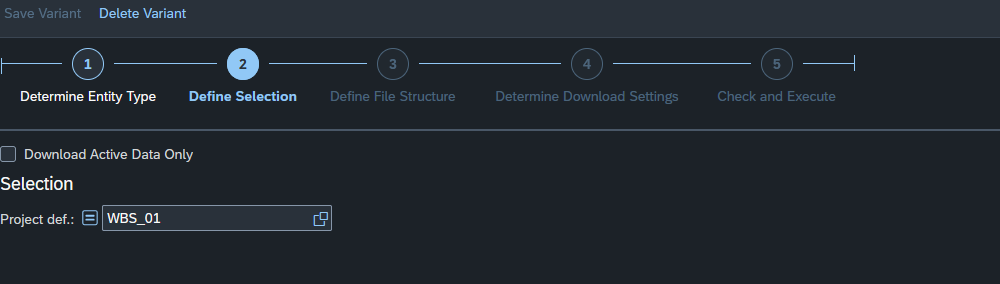 Save Variant Delete Variant
1 2 3 4 5
Determine Entity Type Define Selection Define File Structure Determine Download Settings Check and Execute
Download Active Data Only
Selection
Project def.: WBS_01